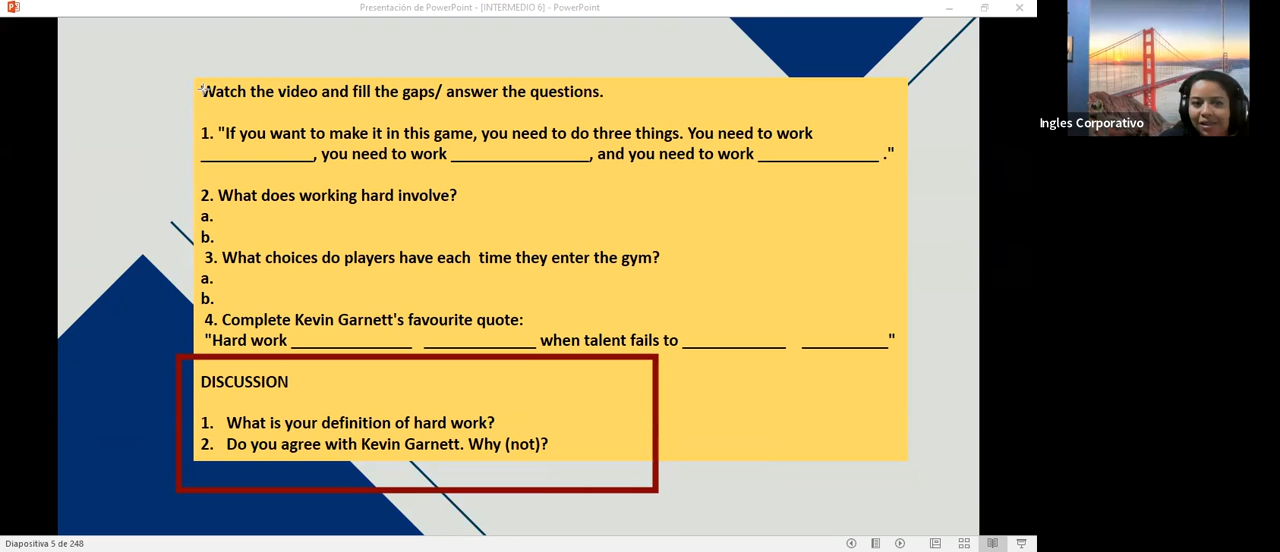 Presentación de PowerPoint - [INTERMEDIO 6] - PowerPoint
Watch the video and fill the gaps/ answer the questions.
1. "If you want to make it in this game, you need to do three things. You need to work
_____________, you need to work ________________, and you need to work ______________ ."
2. What does working hard involve?
a.
b.
3. What choices do players have each  time they enter the gym?
a.
b.
4. Complete Kevin Garnett's favourite quote:
"Hard work ______________  _____________ when talent fails to ____________  __________"
DISCUSSION
1. What is your definition of hard work?
2. Do you agree with Kevin Garnett. Why (not)?
Ingles Corporativo
Diapositiva 5 de 248